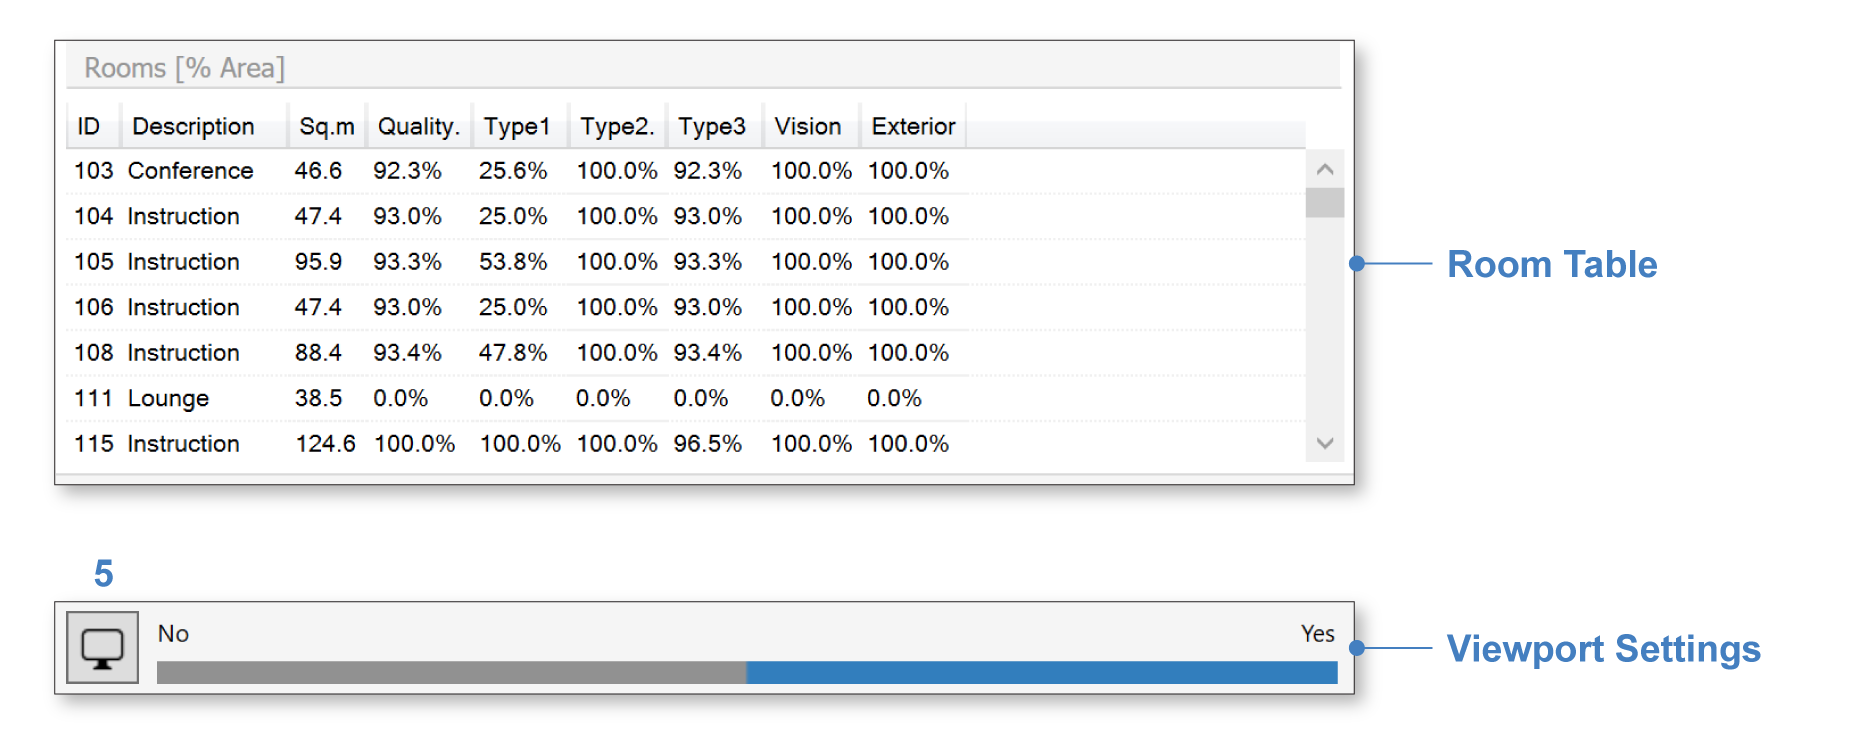 Rooms [% Area]
ID Description Sq.m Quality. Type1 Type2. Type3 Vision Exterior
103 Conference 46.6 92.3% 25.6% 100.0% 92.3% 100.0% 100.0%
104 Instruction 47.4 93.0% 25.0% 100.0% 93.0% 100.0% 100.0%
105 Instruction 95.9 93.3% 53.8% 100.0% 93.3% 100.0% 100.0%
106 Instruction 47.4 93.0% 25.0% 100.0% 93.0% 100.0% 100.0%
108 Instruction 88.4 93.4% 47.8% 100.0% 93.4% 100.0% 100.0%
111 Lounge 38.5 0.0% 0.0% 0.0% 0.0% 0.0% 0.0%
115 Instruction 124.6 100.0% 100.0% 100.0% 96.5% 100.0% 100.0%
Room Table
5
No Yes
Viewport Settings